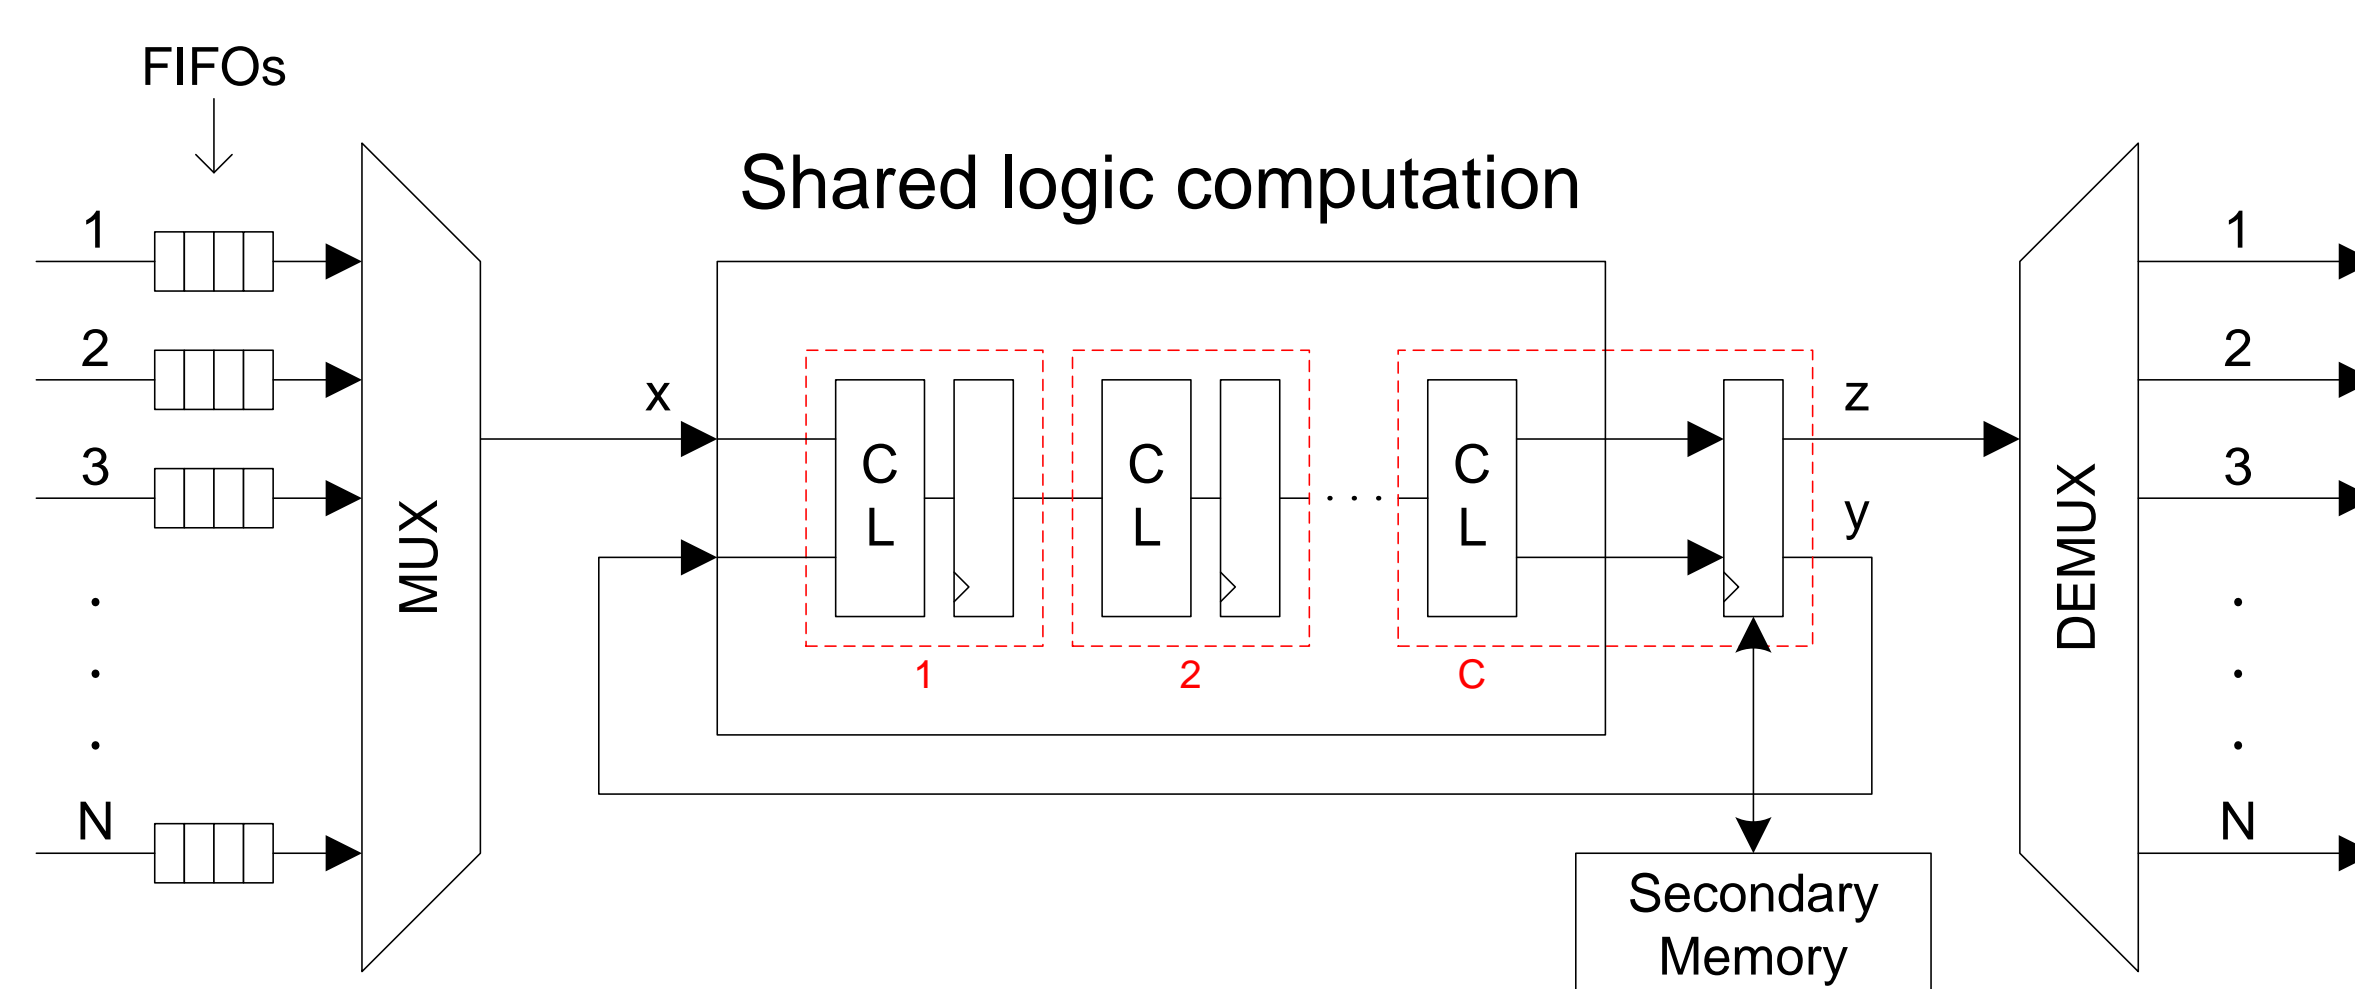 FIFOs
Shared logic computation
1
2
3
.
.
.
N
MUX
x
C
L
1
C
L
2
. . .
C
L
C
z
y
Secondary
Memory
DEMUX
1
2
3
.
.
.
N